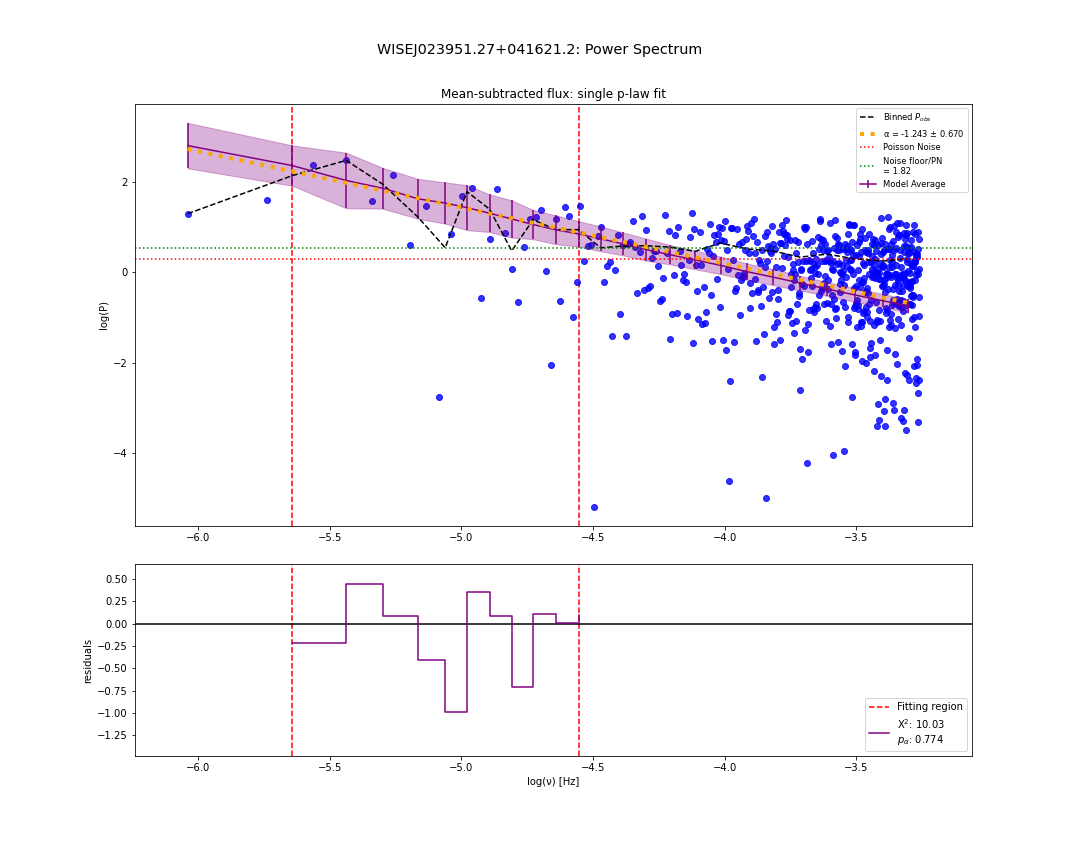 WISEJ023951.27+041621.2: Power Spectrum
Mean-subtracted flux: single p-law fit
Binned P_obs
α = -1.243 ± 0.670
Poisson Noise
Noise floor/PN
= 1.82
Model Average
log(P)
2
0
−2
−4
−6.0
−5.5
−5.0
−4.5
−4.0
−3.5
residuals
0.50
0.25
0.00
−0.25
−0.50
−0.75
−1.00
−1.25
Fitting region
X²: 10.03
p_α: 0.774
−6.0
−5.5
−5.0
−4.5
−4.0
−3.5
log(ν) [Hz]